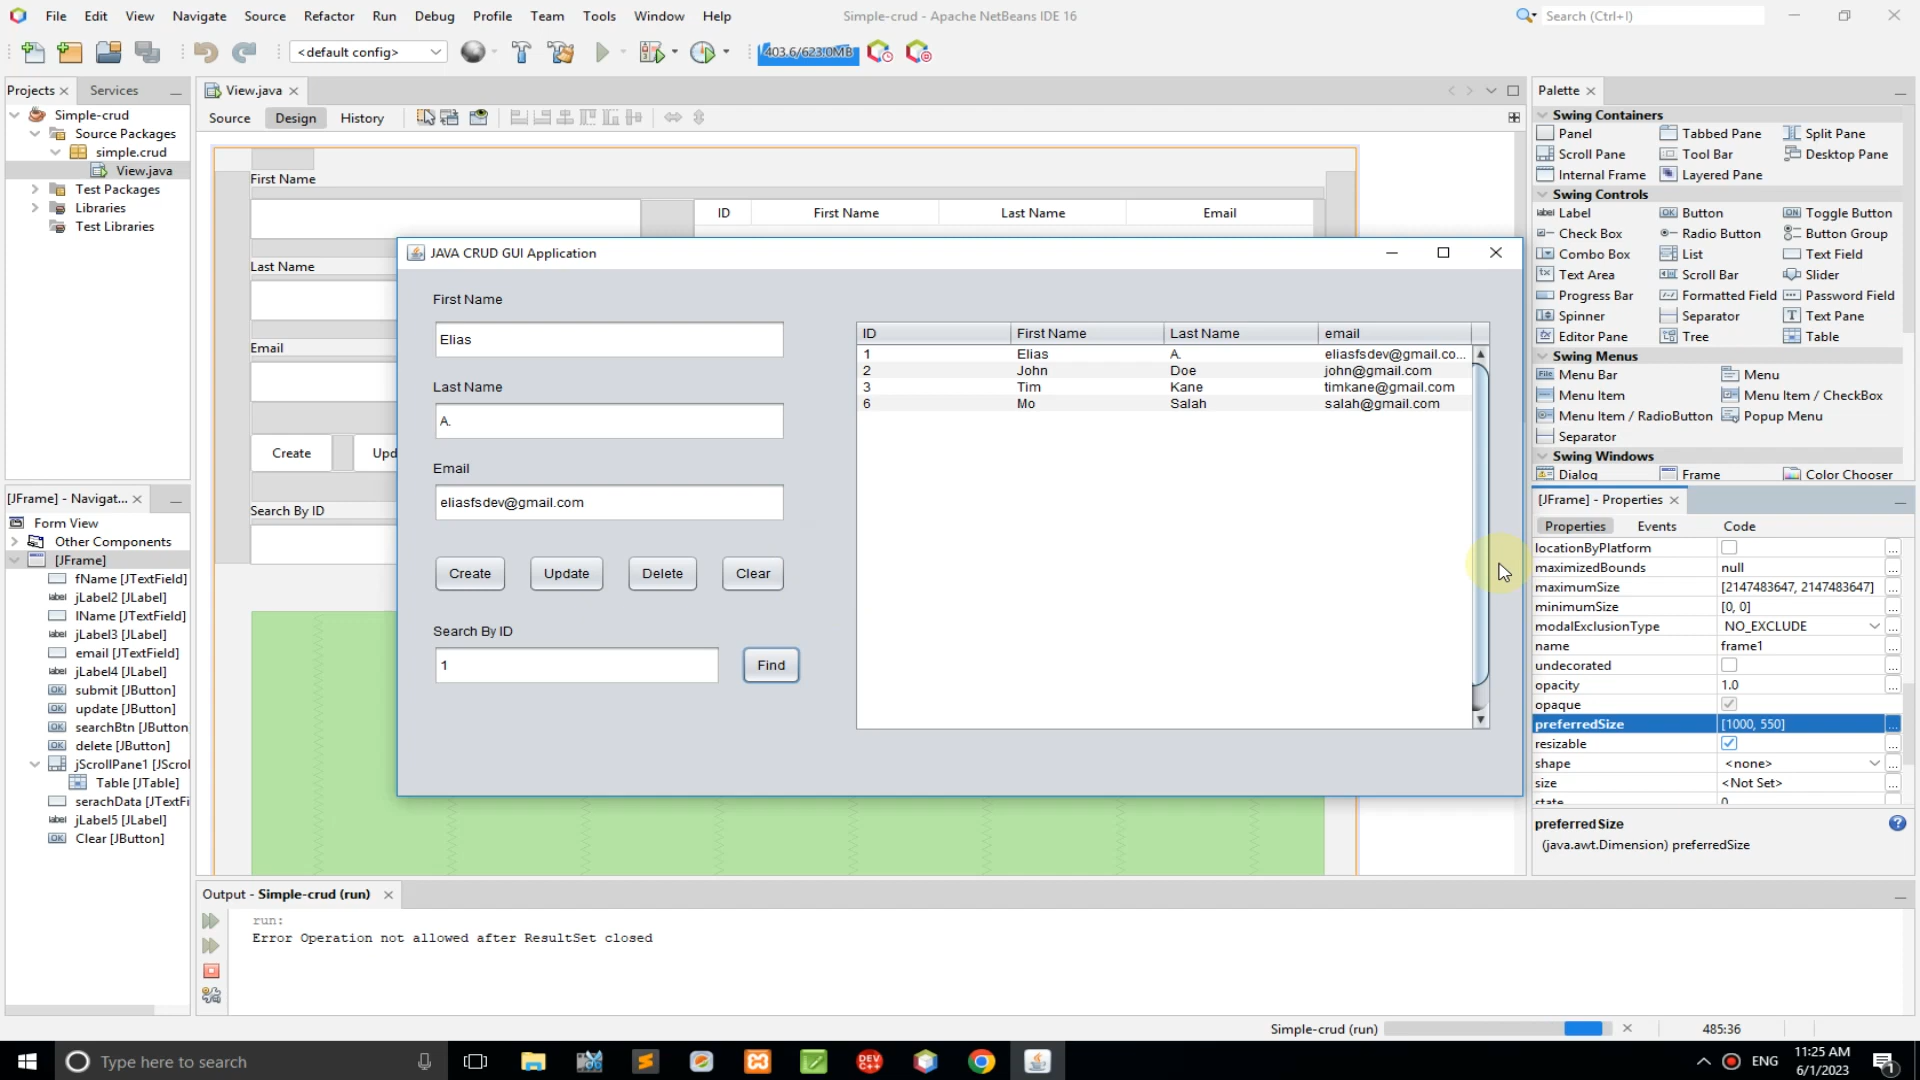 File Edit View Navigate Source Refactor Run Debug Profile Team Tools Window Help
Simple-crud - Apache NetBeans IDE 16
Search (Ctrl+I)
<default config>
403.6/623.0MB
Projects
Services
Simple-crud
Source Packages
simple.crud
View.java
Test Packages
Libraries
Test Libraries
View.java
Source Design History
First Name
ID First Name Last Name Email
Last Name
Email
Create
Upd
Search By ID
JAVA CRUD GUI Application
First Name
Elias
Last Name
A.
Email
eliasfsdev@gmail.com
Create Update Delete Clear
Search By ID
1
Find
ID First Name Last Name email
1 Elias A. eliasfsdev@gmail.co...
2 John Doe john@gmail.com
3 Tim Kane timkane@gmail.com
6 Mo Salah salah@gmail.com
[JFrame] - Navigat...
Form View
Other Components
[JFrame]
fName [JTextField]
jLabel2 [JLabel]
lName [JTextField]
jLabel3 [JLabel]
email [JTextField]
jLabel4 [JLabel]
submit [JButton]
update [JButton]
searchBtn [JButton
delete [JButton]
jScrollPane1 [JScrol
Table [JTable]
serachData [JTextFi
jLabel5 [JLabel]
Clear [JButton]
Palette
Swing Containers
Panel Tabbed Pane Split Pane
Scroll Pane Tool Bar Desktop Pane
Internal Frame Layered Pane
Swing Controls
label Label OK Button ON Toggle Button
Check Box Radio Button Button Group
Combo Box List Text Field
Text Area Scroll Bar Slider
Progress Bar Formatted Field Password Field
Spinner Separator Text Pane
Editor Pane Tree Table
Swing Menus
Menu Bar Menu
Menu Item Menu Item / CheckBox
Menu Item / RadioButton Popup Menu
Separator
Swing Windows
Dialog Frame Color Chooser
[JFrame] - Properties
Properties Events Code
locationByPlatform ...
maximizedBounds null ...
maximumSize [2147483647, 2147483647] ...
minimumSize [0, 0] ...
modalExclusionType NO_EXCLUDE ...
name frame1 ...
undecorated ...
opacity 1.0 ...
opaque ...
preferredSize [1000, 550] ...
resizable ...
shape <none> ...
size <Not Set> ...
state 0
preferredSize
(java.awt.Dimension) preferredSize
Output - Simple-crud (run)
run:
Error Operation not allowed after ResultSet closed
Simple-crud (run)
485:36
Type here to search
DEV C++
ENG
11:25 AM
6/1/2023
1